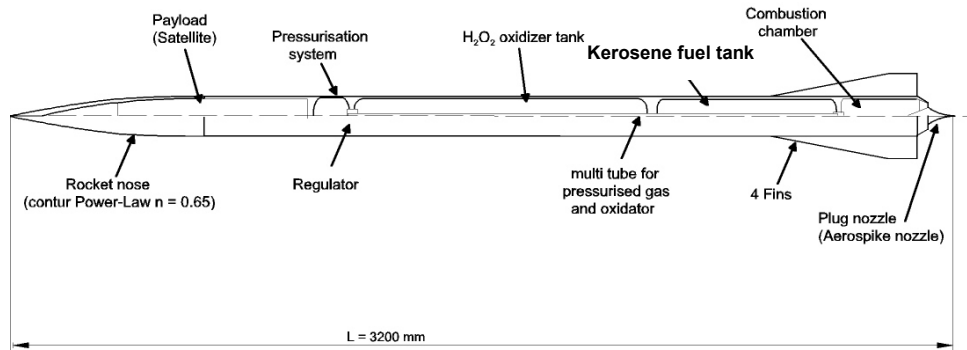 Payload
(Satellite)
Pressurisation
system
H₂O₂ oxidizer tank
Kerosene fuel tank
Combustion
chamber
Rocket nose
(contur Power-Law n = 0.65)
Regulator
multi tube for
pressurised gas
and oxidator
4 Fins
Plug nozzle
(Aerospike nozzle)
L = 3200 mm